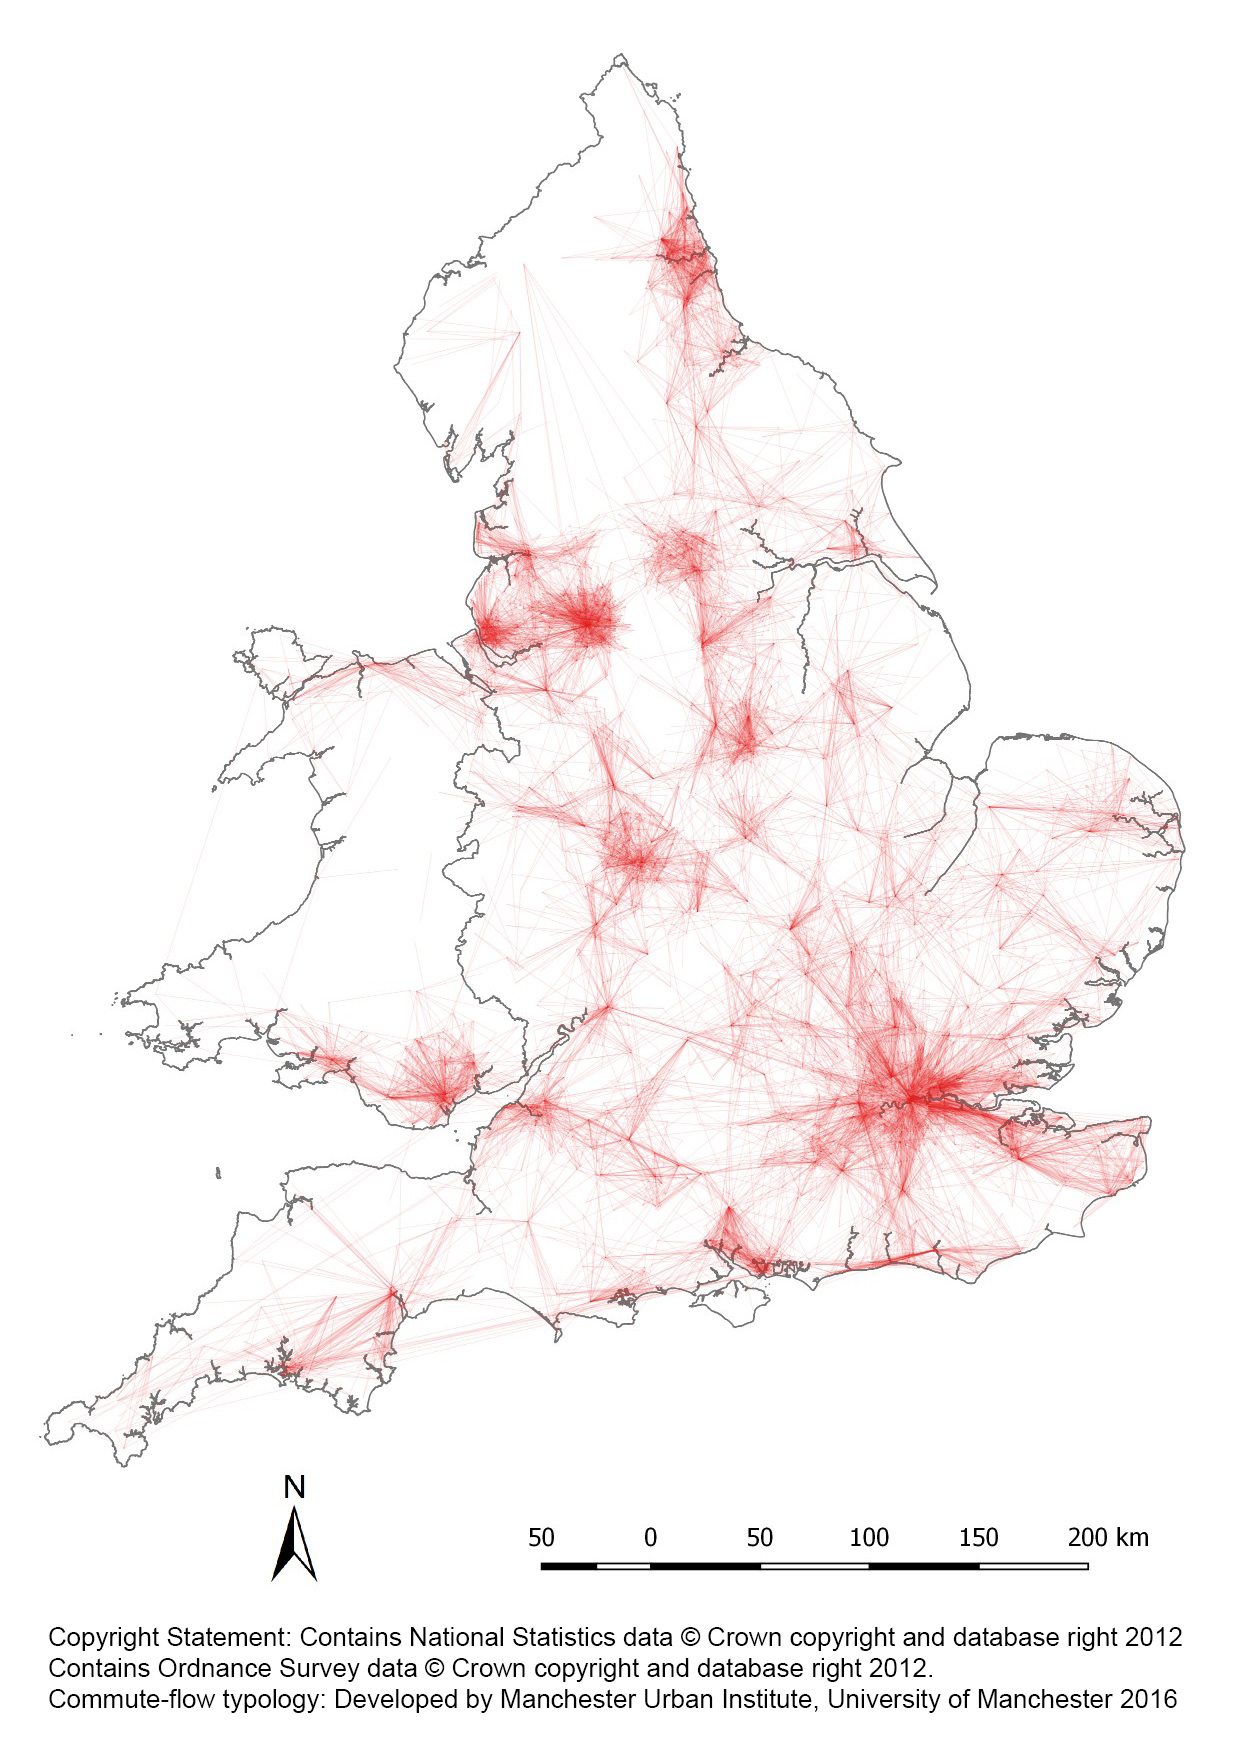 N
50 0 50 100 150 200 km
Copyright Statement: Contains National Statistics data © Crown copyright and database right 2012
Contains Ordnance Survey data © Crown copyright and database right 2012.
Commute-flow typology: Developed by Manchester Urban Institute, University of Manchester 2016